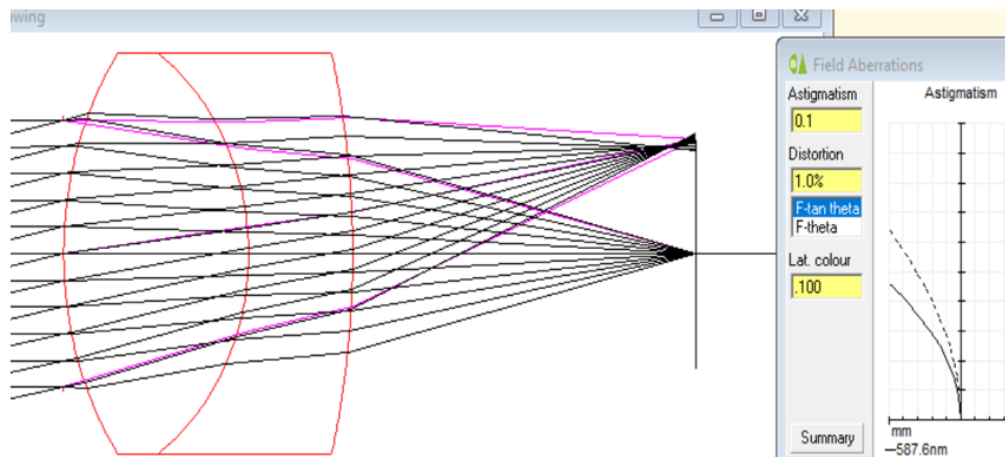 Field Aberrations
Astigmatism
0.1
Distortion
1.0%
F-tan theta
F-theta
Lat. colour
.100
Summary
Astigmatism
mm
—587.6nm